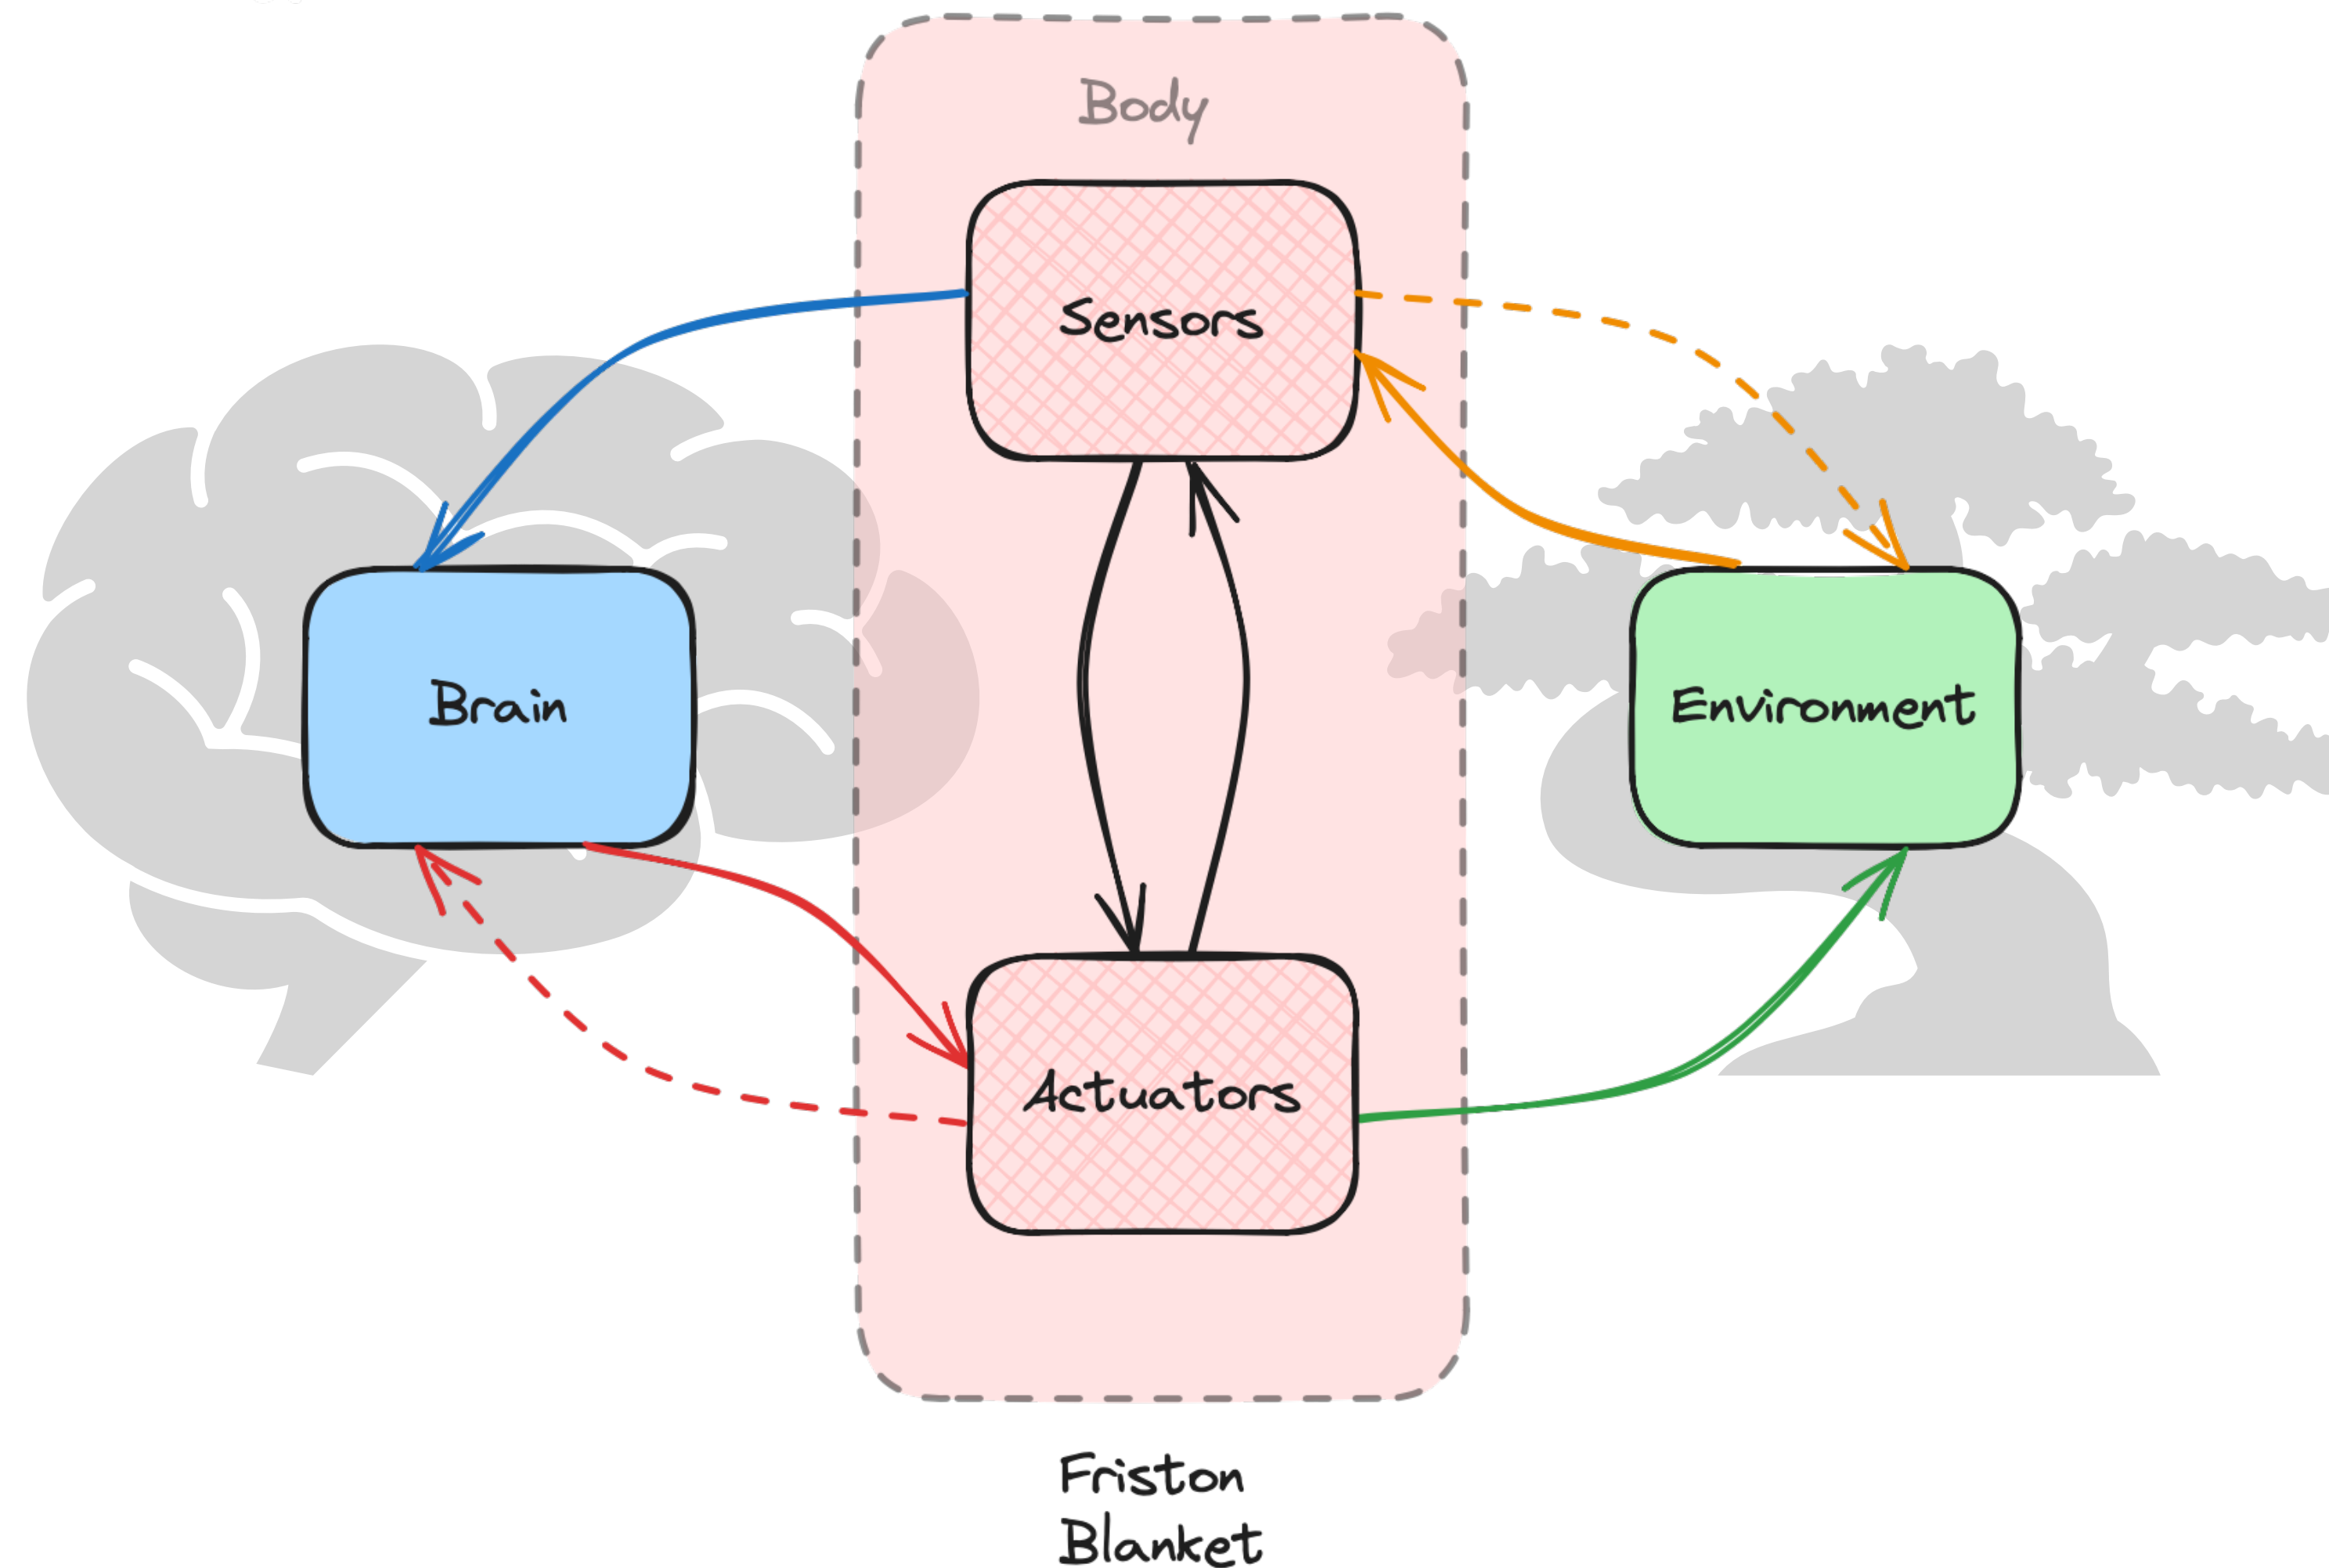 Body
Sensors
Brain
Environment
Actuators
Friston
Blanket